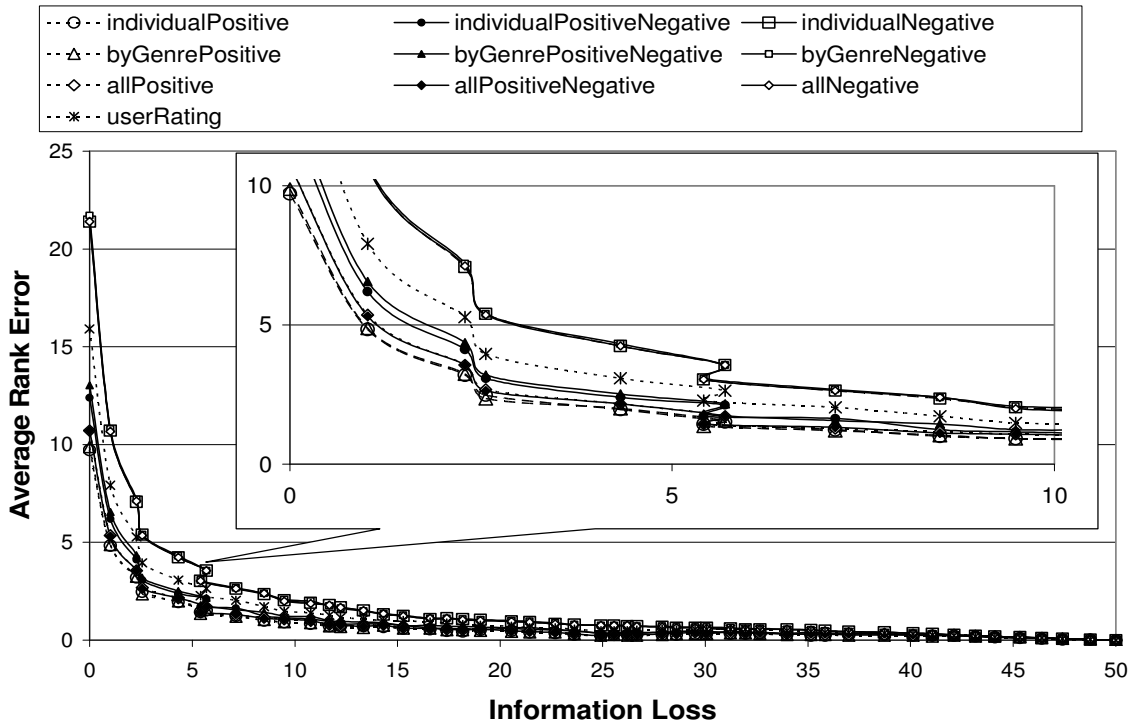 individualPositive individualPositiveNegative individualNegative
byGenrePositive byGenrePositiveNegative byGenreNegative
allPositive allPositiveNegative allNegative
userRating
25
20
15
10
5
0
Average Rank Error
10
5
0
0 5 10
0 5 10 15 20 25 30 35 40 45 50
Information Loss